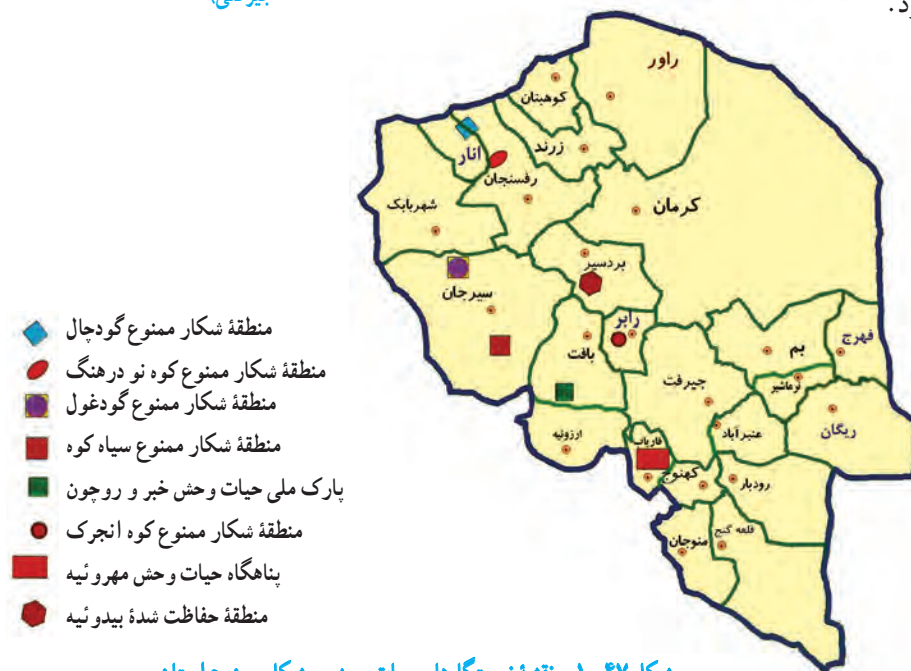 راور
کوهبنان
زرند
انار
رفسنجان
شهربابک
کرمان
بردسیر
سیرجان
رابر
بافت
بم
فهرج
نرماشیر
جیرفت
ریگان
عنبرآباد
ارزوئیه
فاریاب
کهنوج
رودبار
قلعه گنج
منوجان
منطقهٔ شکار ممنوع گودچال
منطقهٔ شکار ممنوع کوه نو درهنگ
منطقهٔ شکار ممنوع گودغول
منطقهٔ شکار ممنوع سیاه کوه
پارک ملی حیات وحش خبر و روچون
منطقهٔ شکار ممنوع کوه انجرک
پناهگاه حیات وحش مهروئیه
منطقهٔ حفاظت شدهٔ بیدوئیه